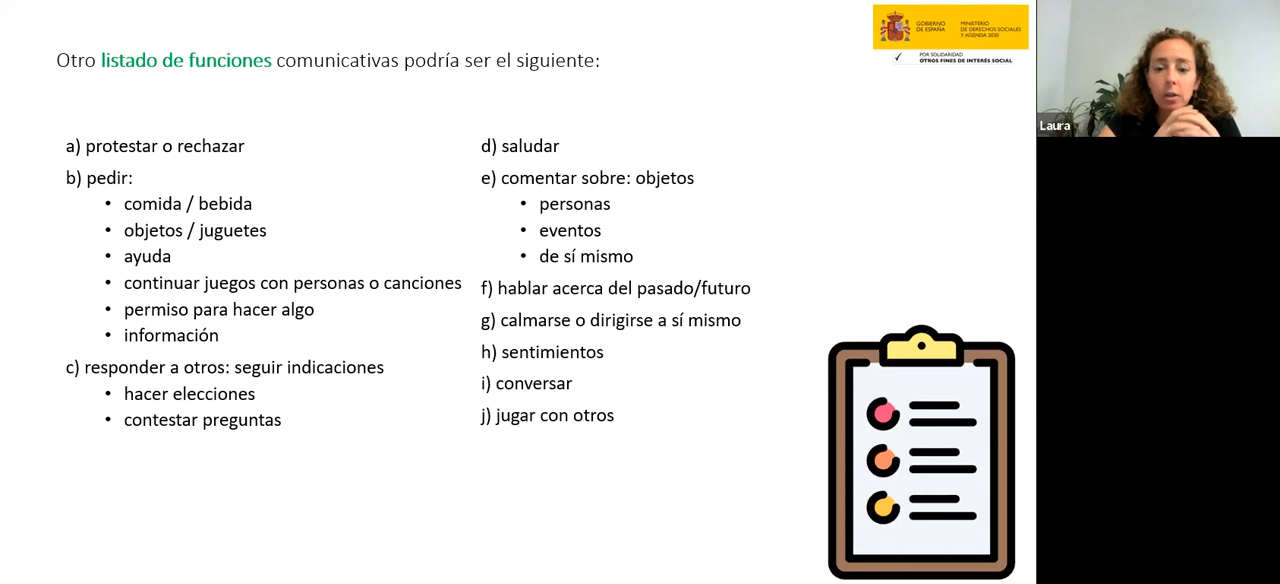 Otro listado de funciones comunicativas podría ser el siguiente:
GOBIERNO
DE ESPAÑA
MINISTERIO
DE DERECHOS SOCIALES
Y AGENDA 2030
POR SOLIDARIDAD
OTROS FINES DE INTERÉS SOCIAL
Laura
a) protestar o rechazar
b) pedir:
• comida / bebida
• objetos / juguetes
• ayuda
• continuar juegos con personas o canciones
• permiso para hacer algo
• información
c) responder a otros: seguir indicaciones
• hacer elecciones
• contestar preguntas
d) saludar
e) comentar sobre: objetos
• personas
• eventos
• de sí mismo
f) hablar acerca del pasado/futuro
g) calmarse o dirigirse a sí mismo
h) sentimientos
i) conversar
j) jugar con otros